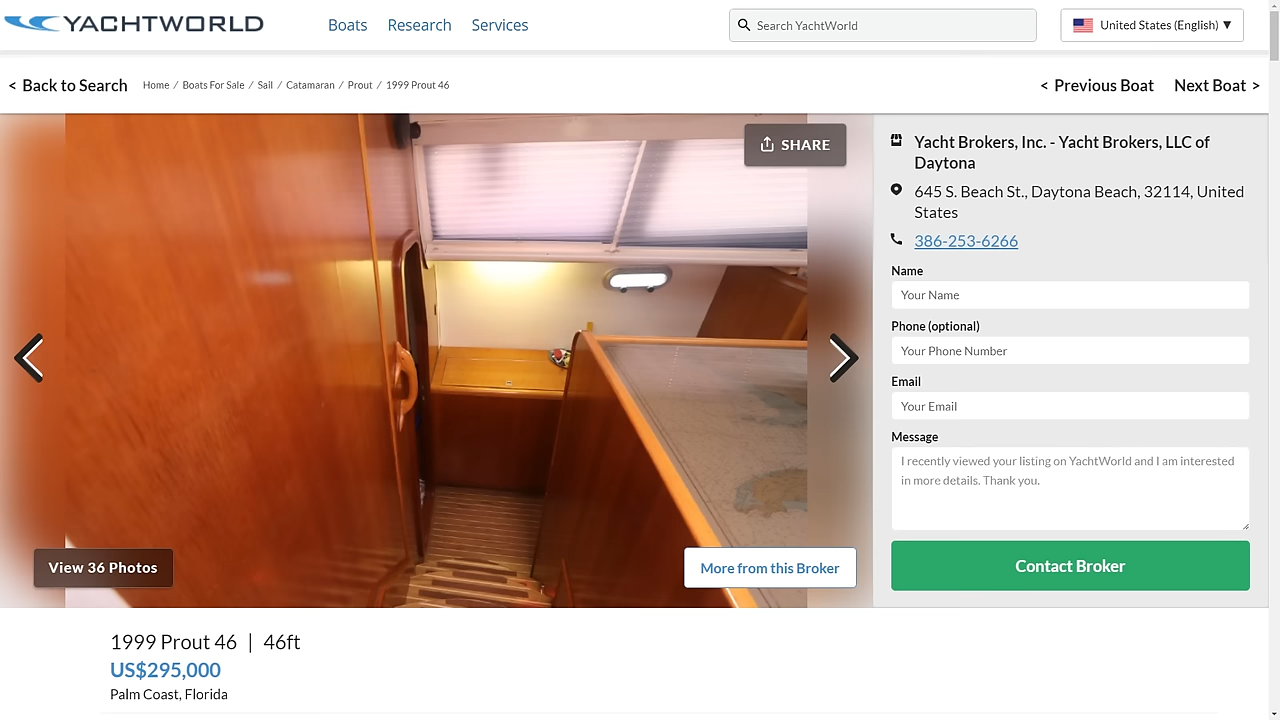 YACHTWORLD
Boats
Research
Services
Search YachtWorld
United States (English) ▼
< Back to Search
Home / Boats For Sale / Sail / Catamaran / Prout / 1999 Prout 46
< Previous Boat
Next Boat >
SHARE
View 36 Photos
More from this Broker
Yacht Brokers, Inc. - Yacht Brokers, LLC of
Daytona
645 S. Beach St., Daytona Beach, 32114, United
States
386-253-6266
Name
Your Name
Phone (optional)
Your Phone Number
Email
Your Email
Message
I recently viewed your listing on YachtWorld and I am interested
in more details. Thank you.
Contact Broker
1999 Prout 46 | 46ft
US$295,000
Palm Coast, Florida